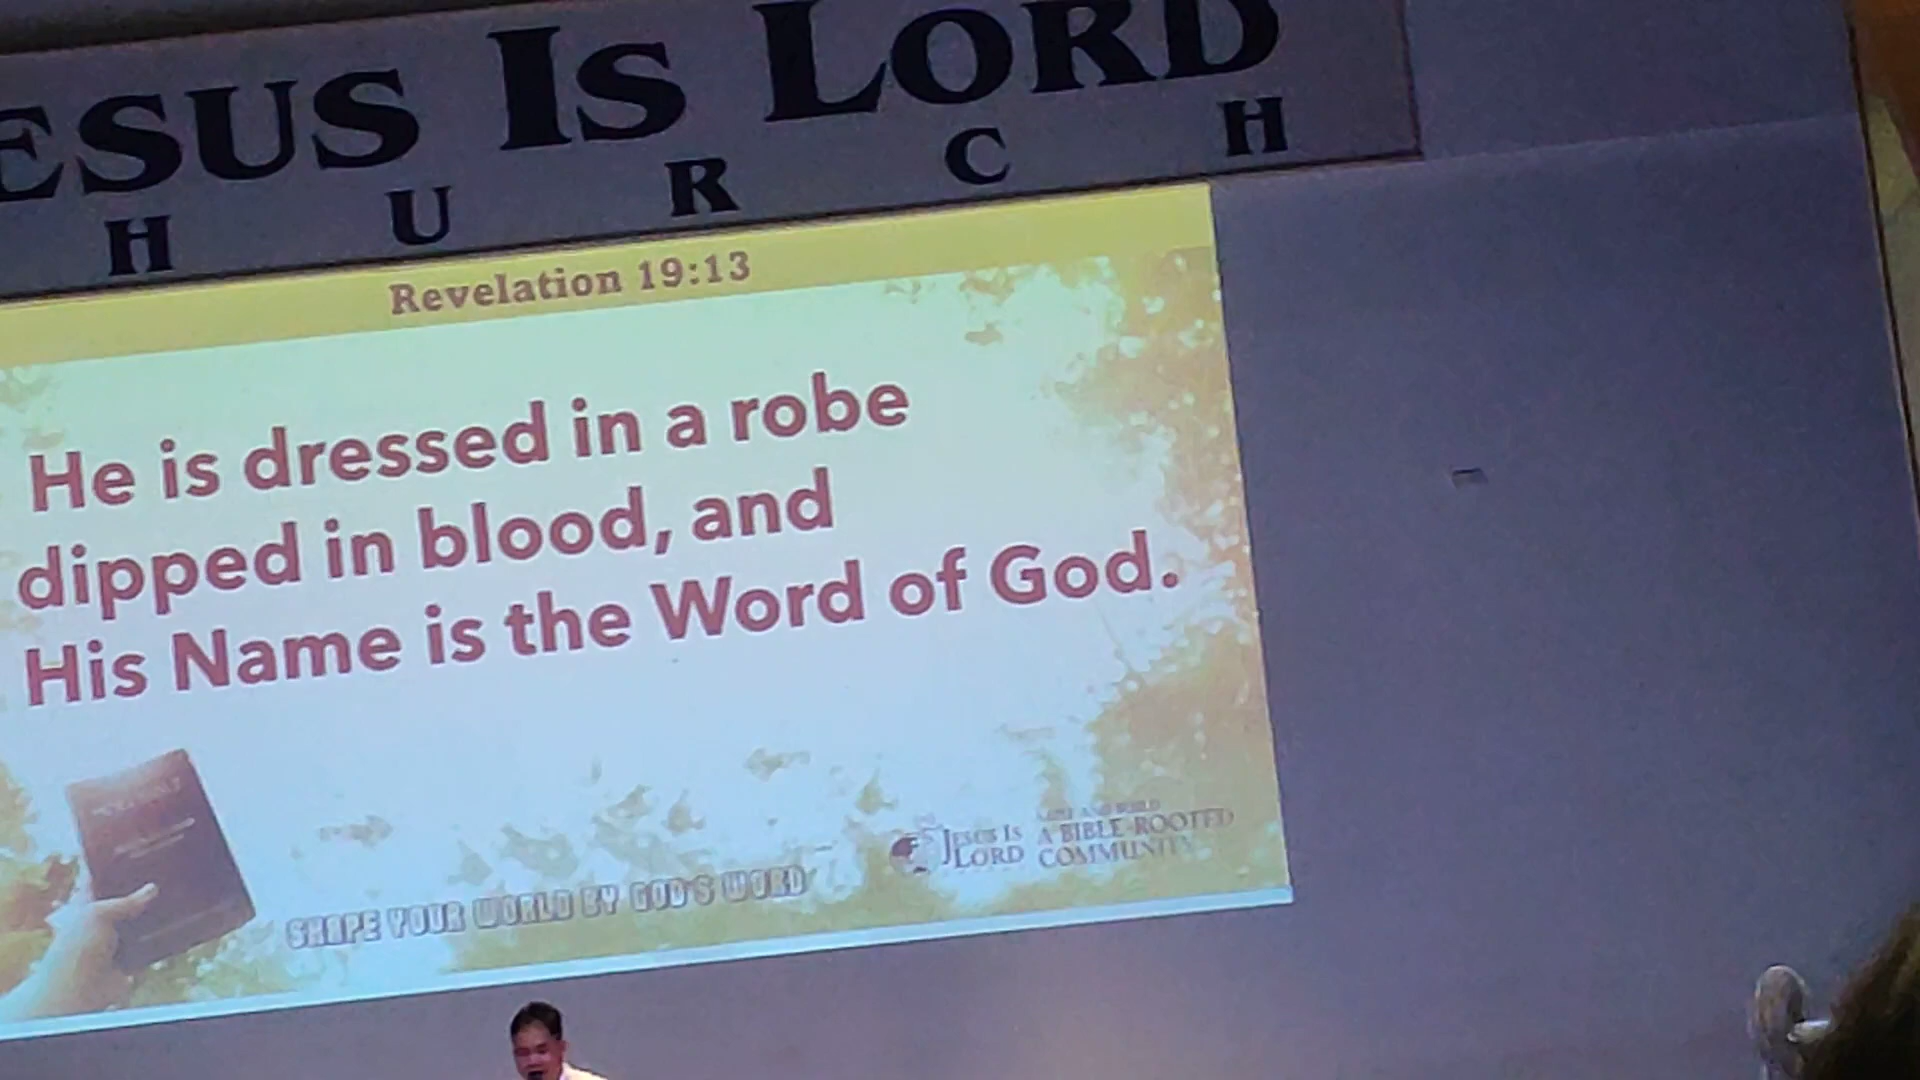 ESUS IS LORD
H U R C H
Revelation 19:13
He is dressed in a robe
dipped in blood, and
His Name is the Word of God.
SHAPE YOUR WORLD BY GOD'S WORD
JESUS IS
LORD
A BIBLE-ROOTED
COMMUNITY